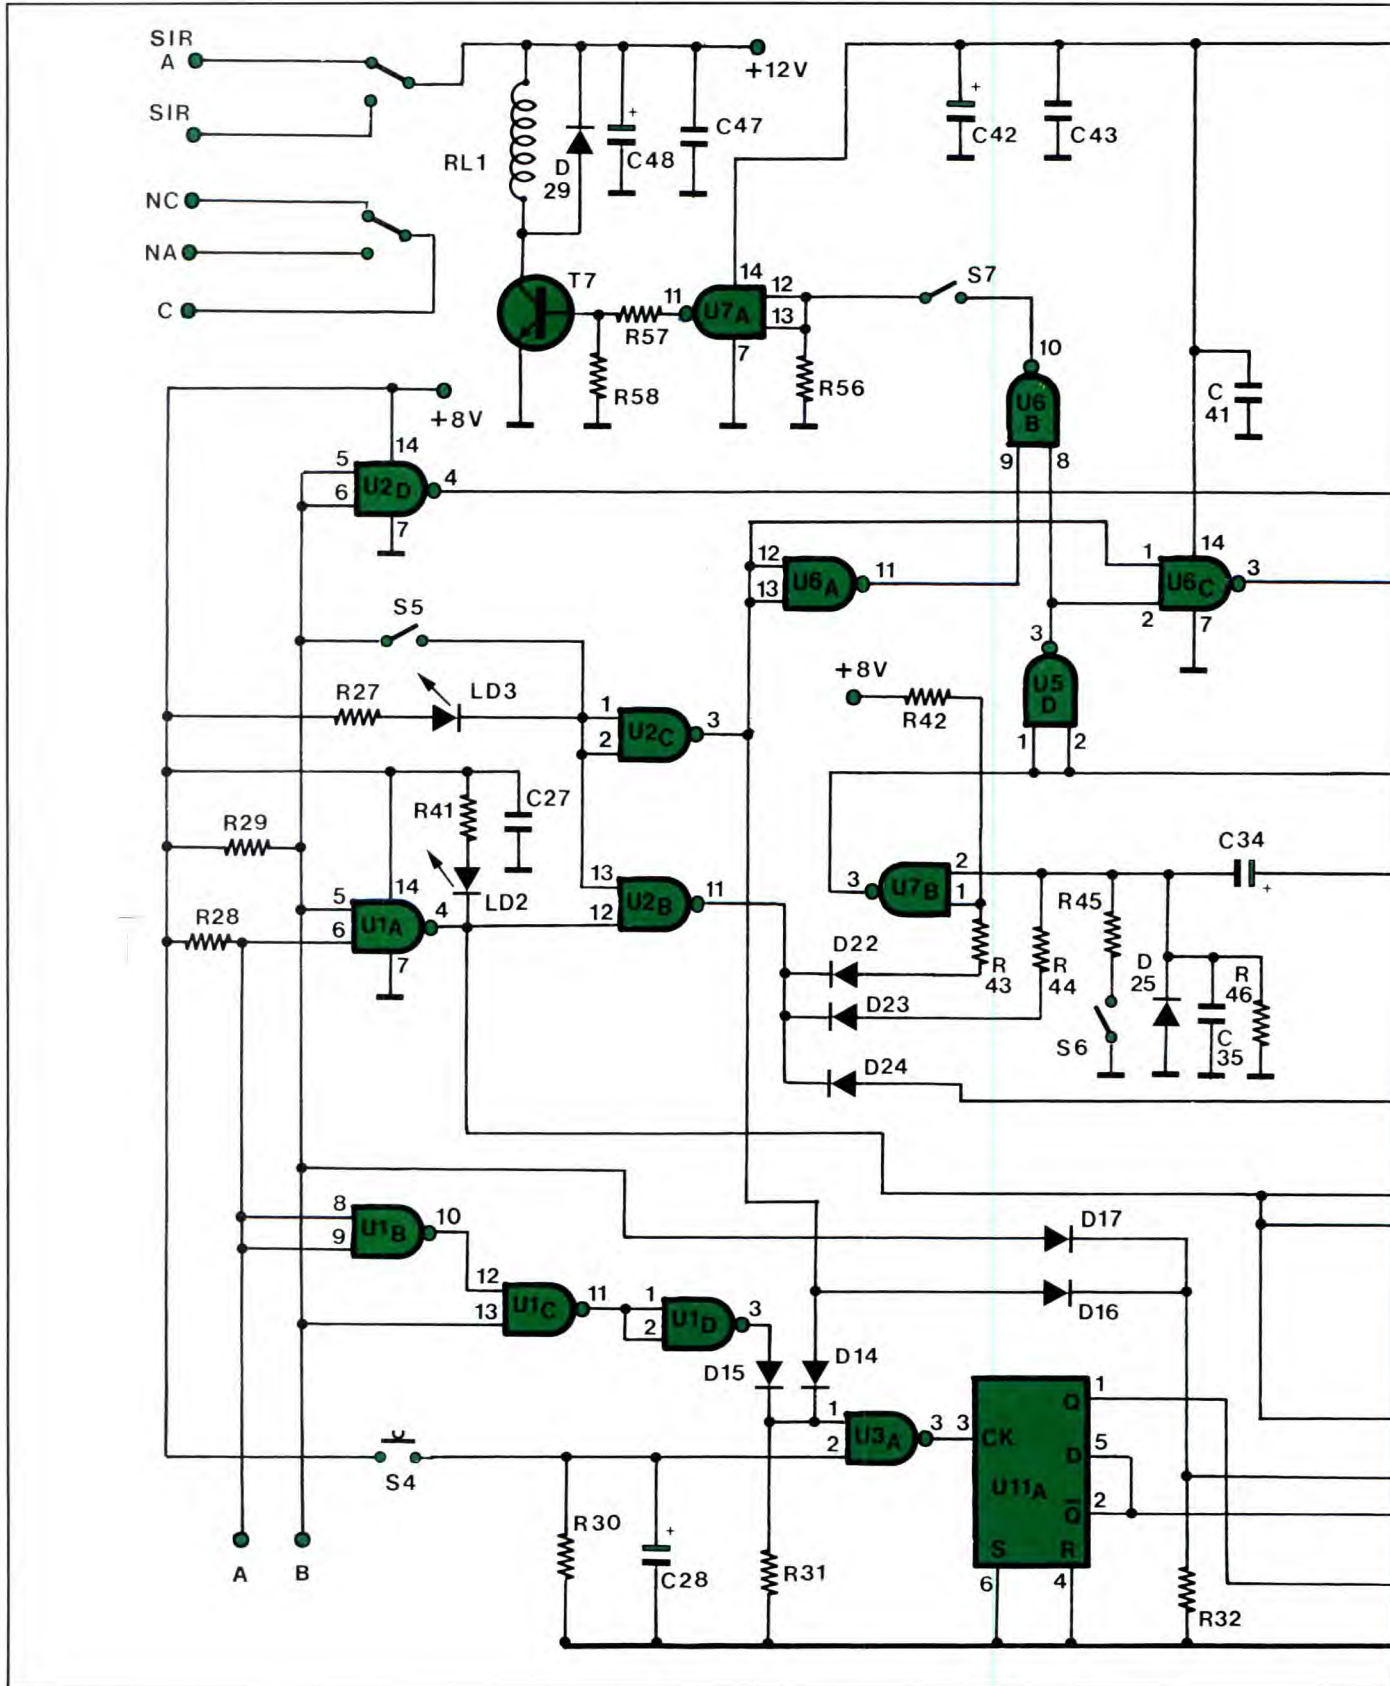 SIR
A
SIR
+12V
RL1
D
29
C48
C47
+
+
C42
C43
NC
NA
C
T7
11
U7A
14
12
13
7
R57
R58
R56
S7
10
U6
B
9
8
C
41
+8V
14
5
6
U2D
4
7
12
13
U6A
11
1
2
U6C
14
3
7
S5
R27
LD3
1
2
U2C
3
+8V
R42
3
U5
D
1
2
R29
R41
C27
LD2
R28
5
6
14
U1A
4
7
13
12
U2B
11
3
U7B
2
1
C34
+
R45
D22
R
43
R
44
D
25
R
46
D23
S6
C
35
D24
8
9
U1B
10
D17
12
13
U1C
11
1
2
U1D
3
D16
D15
D14
1
2
U3A
3
3
CK
Q
1
D
5
U11A
Q̅
2
S
R
6
4
S4
R30
+
C28
R31
R32
A
B